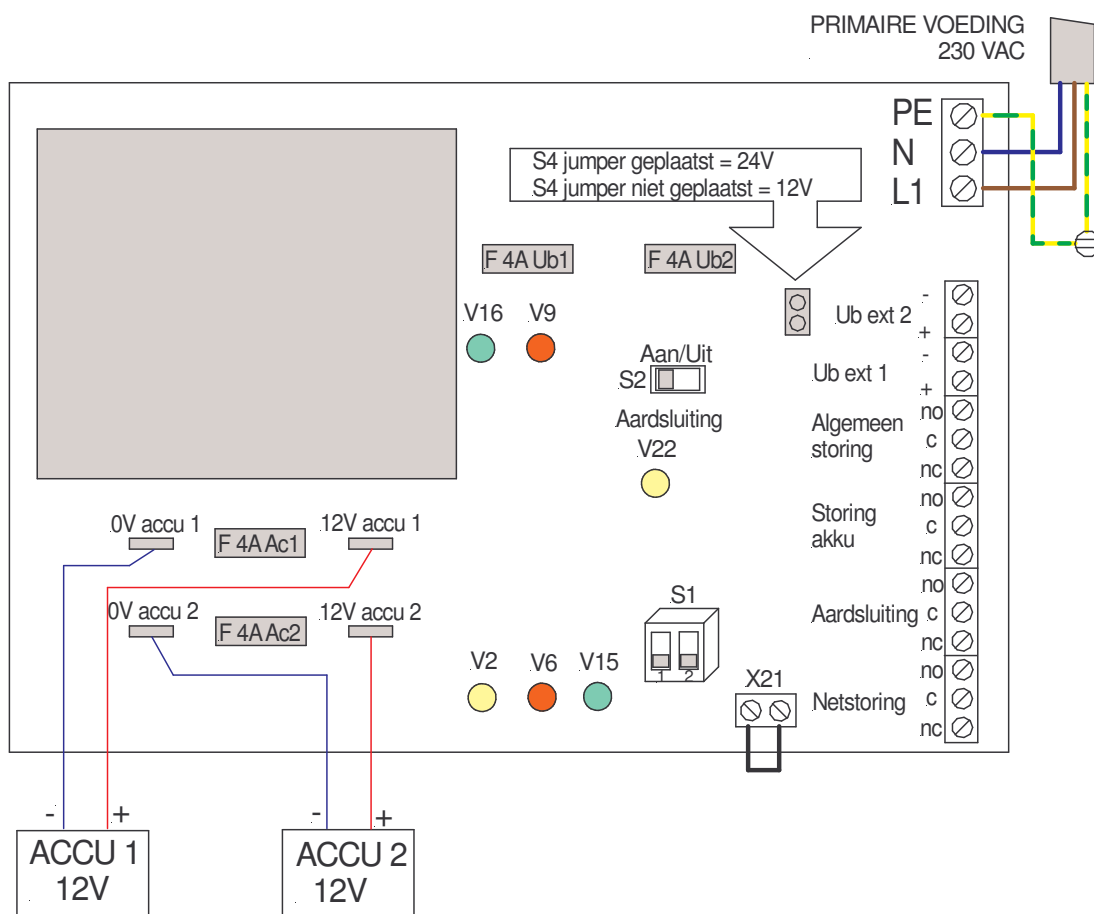 PRIMAIRE VOEDING
230 VAC
PE
N
L1
S4 jumper geplaatst = 24V
S4 jumper niet geplaatst = 12V
F 4A Ub1
F 4A Ub2
V16
V9
Aan/Uit
S2
Aardsluiting
V22
-
Ub ext 2
+
-
Ub ext 1
+
no
Algemeen
storing
c
nc
no
Storing
akku
c
nc
no
Aardsluiting
c
nc
no
Netstoring
c
nc
0V accu 1
F 4A Ac1
12V accu 1
0V accu 2
F 4A Ac2
12V accu 2
S1
1 2
V2
V6
V15
X21
- +
ACCU 1
12V
- +
ACCU 2
12V